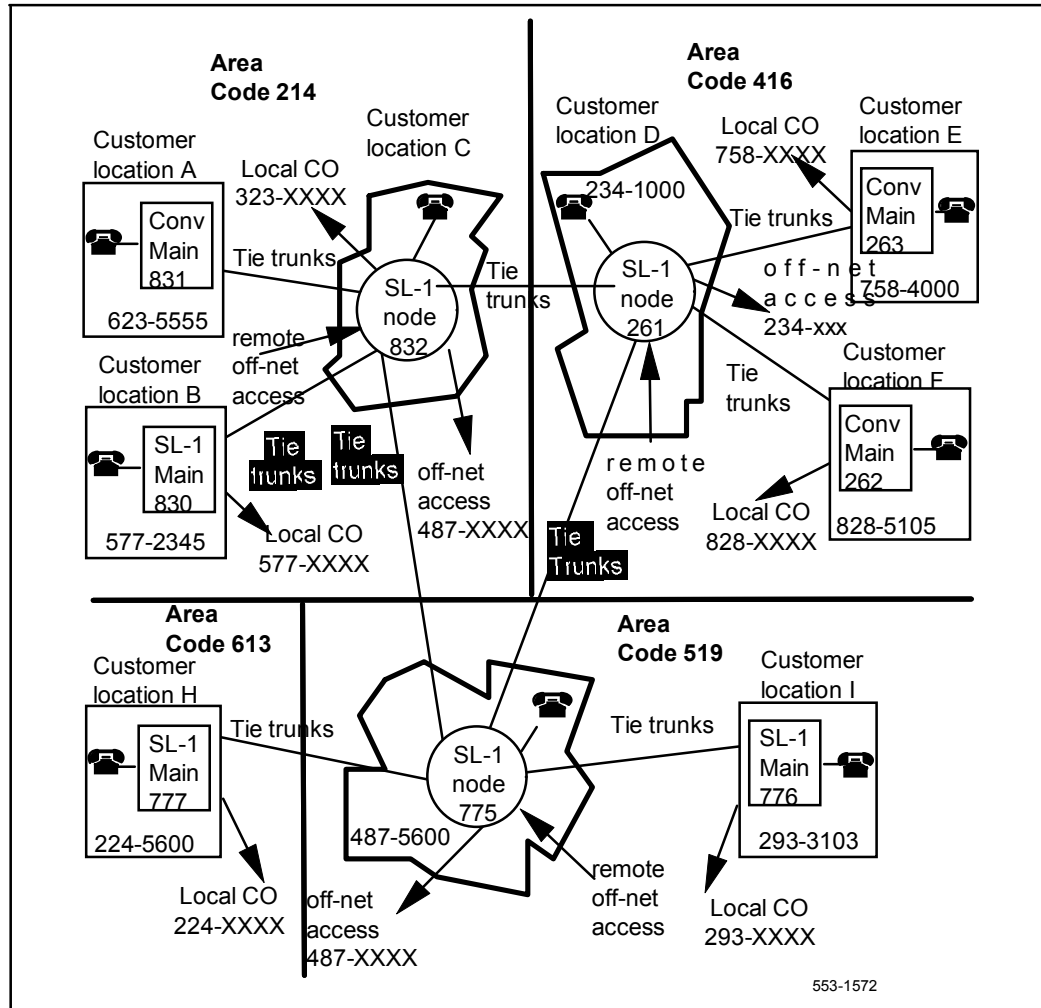 Area
Code 214
Customer
location A
Conv
Main
831
623-5555
Tie trunks
Local CO
323-XXXX
Customer
location C
SL-1
node
832
remote
off-net
access
Customer
location B
SL-1
Main
830
577-2345
Local CO
577-XXXX
Tie
trunks
Tie
trunks
off-net
access
487-XXXX
Tie
trunks
Area
Code 416
Customer
location D
234-1000
SL-1
node
261
Local CO
758-XXXX
Customer
location E
Conv
Main
263
758-4000
Tie trunks
off-net
access
234-xxx
Tie
trunks
Customer
location F
Conv
Main
262
828-5105
Local CO
828-XXXX
remote
off-net
access
Tie
Trunks
Area
Code 613
Customer
location H
SL-1
Main
777
224-5600
Tie trunks
Local CO
224-XXXX
Area
Code 519
SL-1
node
775
487-5600
off-net
access
487-XXXX
remote
off-net
access
Tie trunks
Customer
location I
SL-1
Main
776
293-3103
Local CO
293-XXXX
553-1572